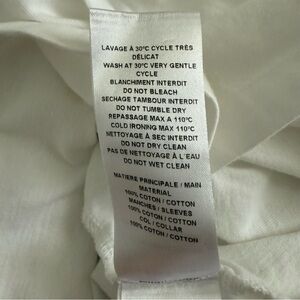 LAVAGE À 30°C CYCLE TRÈS
DÉLICAT
WASH AT 30°C VERY GENTLE
CYCLE
BLANCHIMENT INTERDIT
DO NOT BLEACH
SECHAGE TAMBOUR INTERDIT
DO NOT TUMBLE DRY
REPASSAGE MAX A 110°C
COLD IRONING MAX 110°C
NETTOYAGE À SEC INTERDIT
DO NOT DRY CLEAN
PAS DE NETTOYAGE À L'EAU
DO NOT WET CLEAN
MATIERE PRINCIPALE / MAIN
MATERIAL
100% COTON / COTTON
MANCHES / SLEEVES
100% COTON / COTTON
COL / COLLAR
100% COTON / COTTON